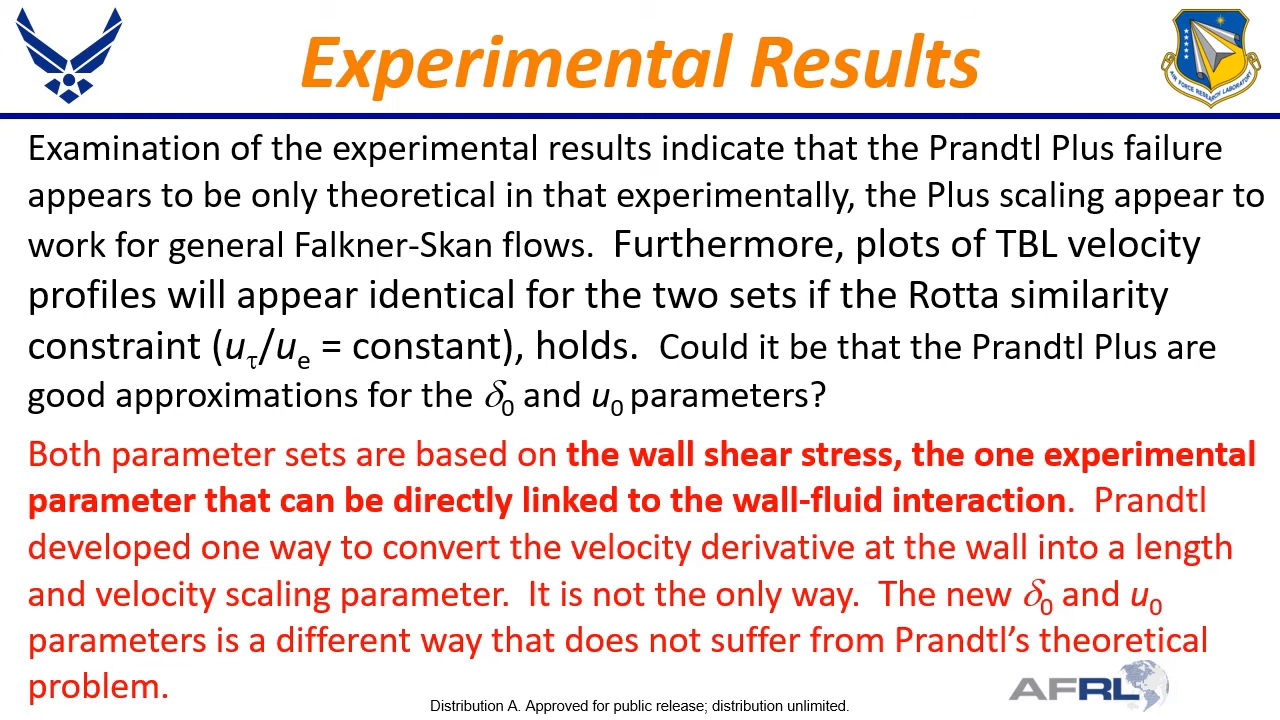 Experimental Results
AIR FORCE RESEARCH LABORATORY
Examination of the experimental results indicate that the Prandtl Plus failure
appears to be only theoretical in that experimentally, the Plus scaling appear to
work for general Falkner-Skan flows.  Furthermore, plots of TBL velocity
profiles will appear identical for the two sets if the Rotta similarity
constraint (uτ/ue = constant), holds.  Could it be that the Prandtl Plus are
good approximations for the δ0 and u0 parameters?
Both parameter sets are based on the wall shear stress, the one experimental
parameter that can be directly linked to the wall-fluid interaction.  Prandtl
developed one way to convert the velocity derivative at the wall into a length
and velocity scaling parameter.  It is not the only way.  The new δ0 and u0
parameters is a different way that does not suffer from Prandtl’s theoretical
problem.
AFRL
Distribution A. Approved for public release; distribution unlimited.